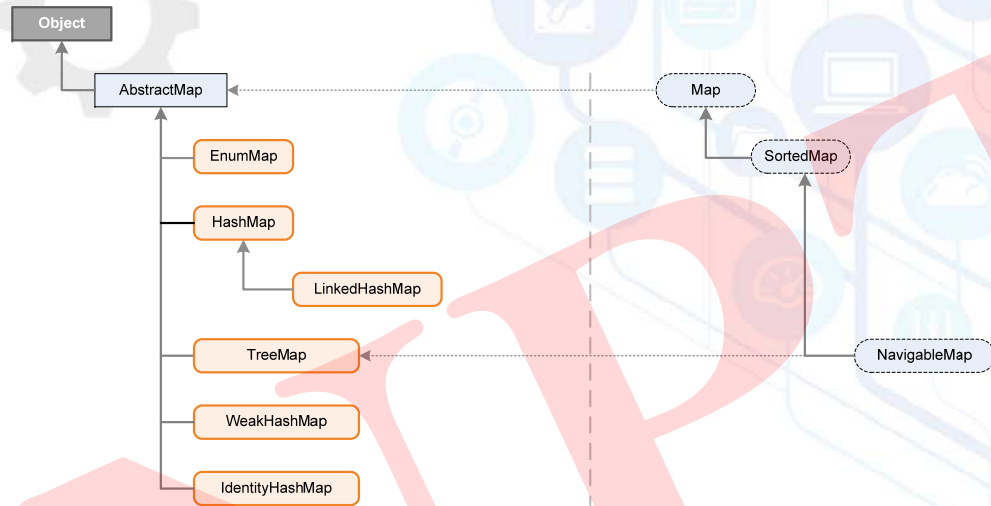 Object
AbstractMap
Map
EnumMap
SortedMap
HashMap
LinkedHashMap
TreeMap
NavigableMap
WeakHashMap
IdentityHashMap